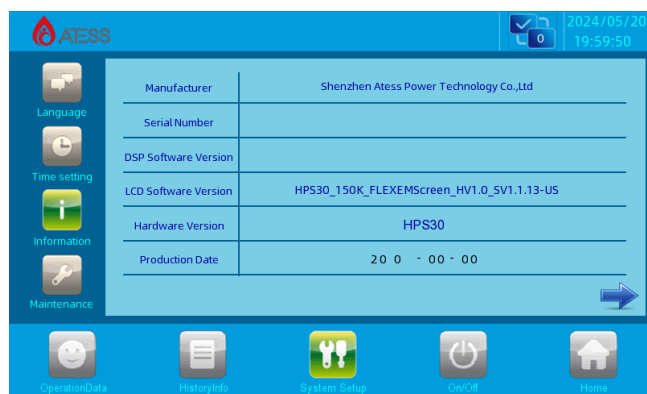 ATESS
0
2024/05/20
19:59:50
Language
Time setting
Information
Maintenance
Manufacturer Shenzhen Atess Power Technology Co.,Ltd
Serial Number
DSP Software Version
LCD Software Version HPS30_150K_FLEXEMScreen_HV1.0_SV1.1.13-US
Hardware Version HPS30
Production Date 20 0 - 00 - 00
OperationData HistoryInfo System Setup On/Off Home